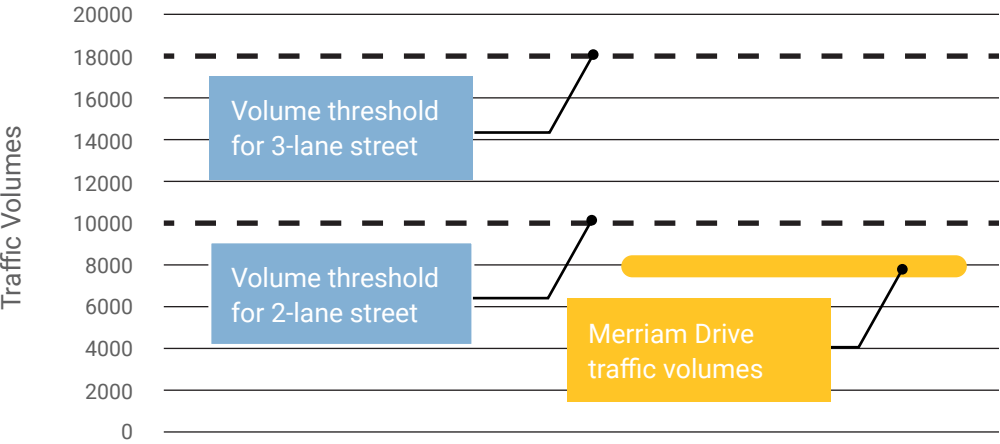 Traffic Volumes
20000
18000
16000
14000
12000
10000
8000
6000
4000
2000
0
Volume threshold
for 3-lane street
Volume threshold
for 2-lane street
Merriam Drive
traffic volumes